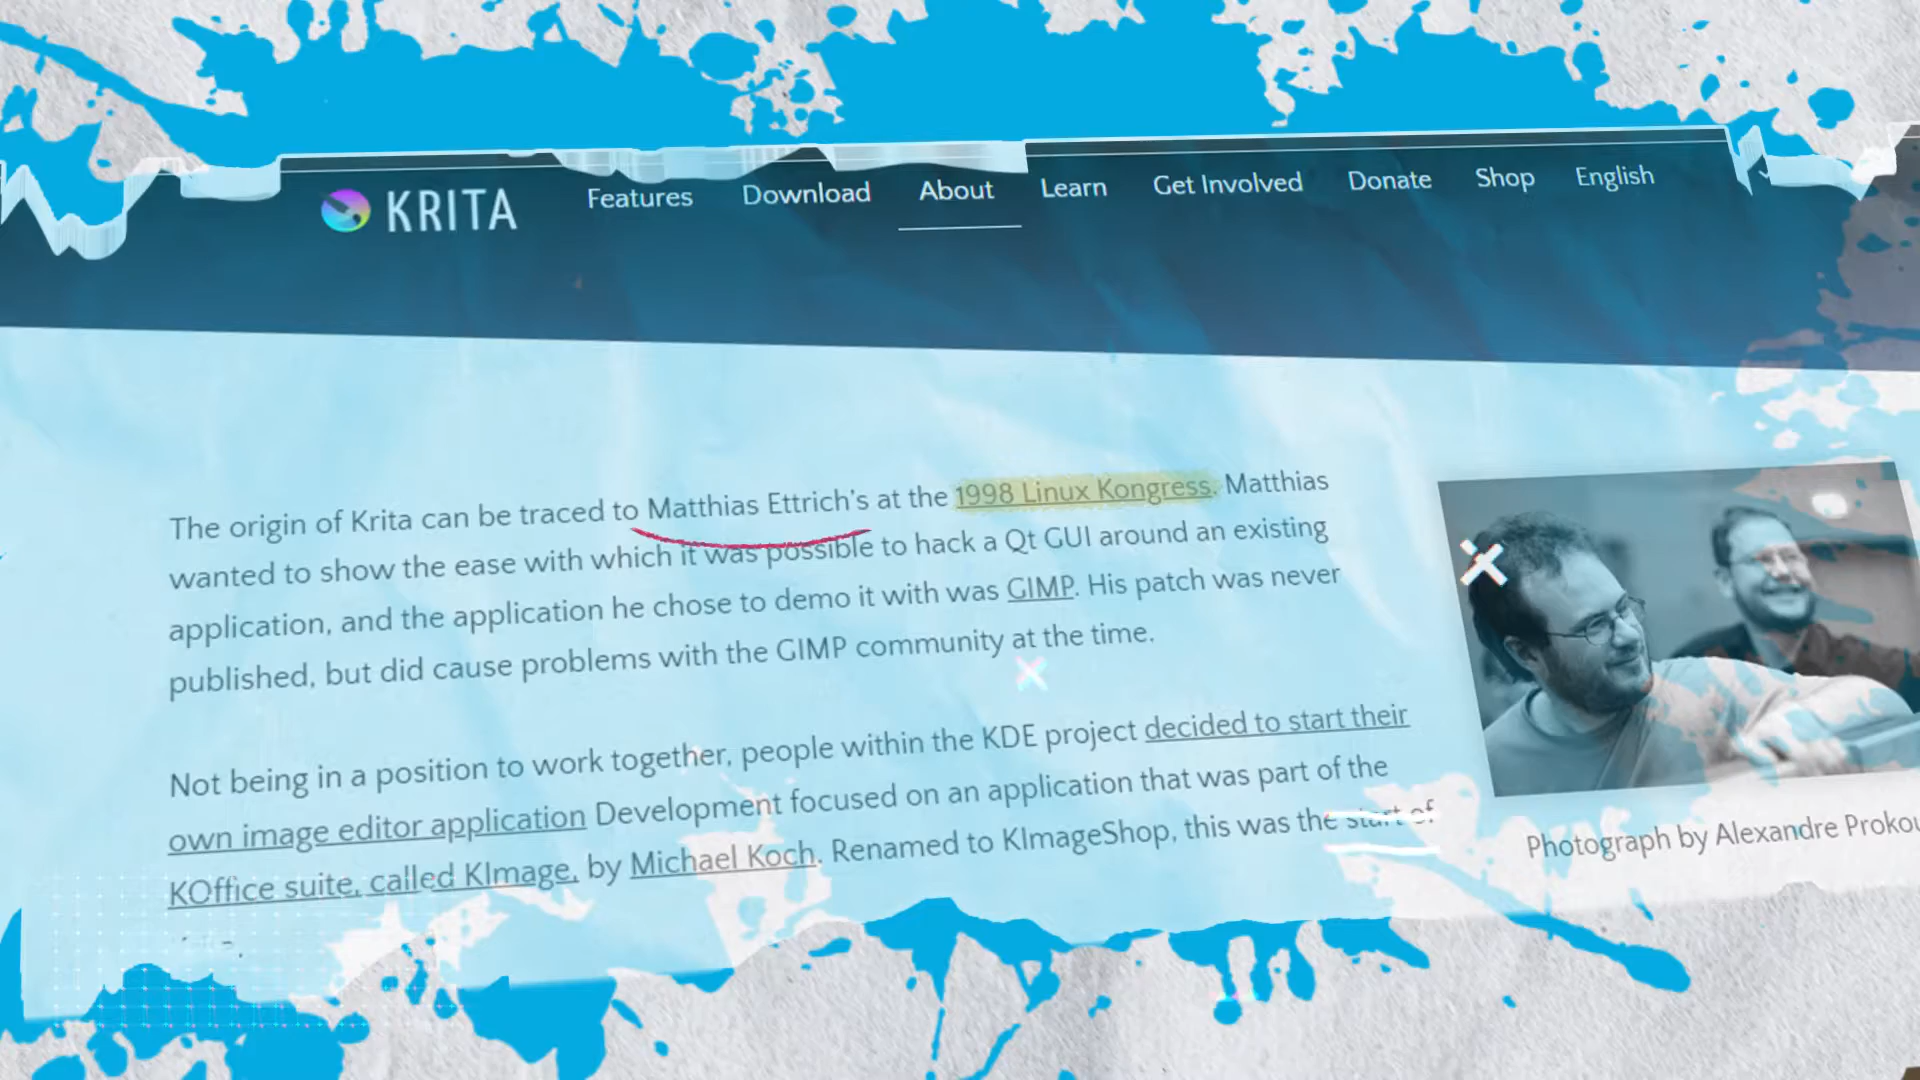 KRITA
Features Download About Learn Get Involved Donate Shop English
The origin of Krita can be traced to Matthias Ettrich's at the 1998 Linux Kongress. Matthias
wanted to show the ease with which it was possible to hack a Qt GUI around an existing
application, and the application he chose to demo it with was GIMP. His patch was never
published, but did cause problems with the GIMP community at the time.
Not being in a position to work together, people within the KDE project decided to start their
own image editor application Development focused on an application that was part of the
KOffice suite, called KImage, by Michael Koch. Renamed to KImageShop, this was the start of
Photograph by Alexandre Prokou